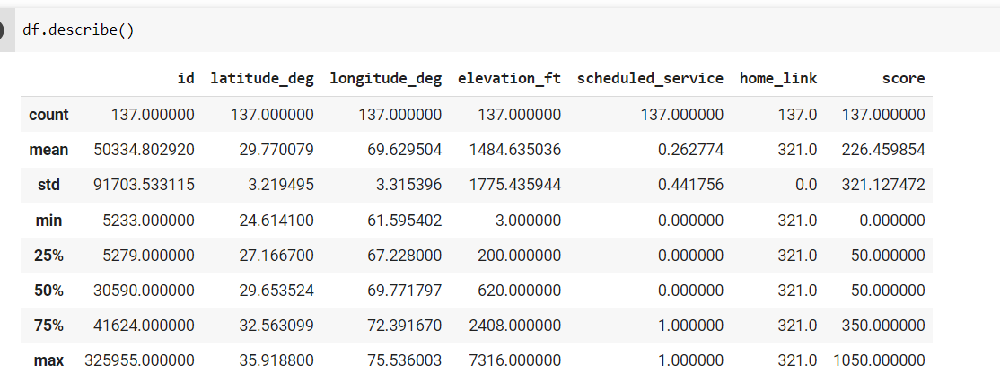 df.describe()
id latitude_deg longitude_deg elevation_ft scheduled_service home_link score
count 137.000000 137.000000 137.000000 137.000000 137.000000 137.0 137.000000
mean 50334.802920 29.770079 69.629504 1484.635036 0.262774 321.0 226.459854
std 91703.533115 3.219495 3.315396 1775.435944 0.441756 0.0 321.127472
min 5233.000000 24.614100 61.595402 3.000000 0.000000 321.0 0.000000
25% 5279.000000 27.166700 67.228000 200.000000 0.000000 321.0 50.000000
50% 30590.000000 29.653524 69.771797 620.000000 0.000000 321.0 50.000000
75% 41624.000000 32.563099 72.391670 2408.000000 1.000000 321.0 350.000000
max 325955.000000 35.918800 75.536003 7316.000000 1.000000 321.0 1050.000000